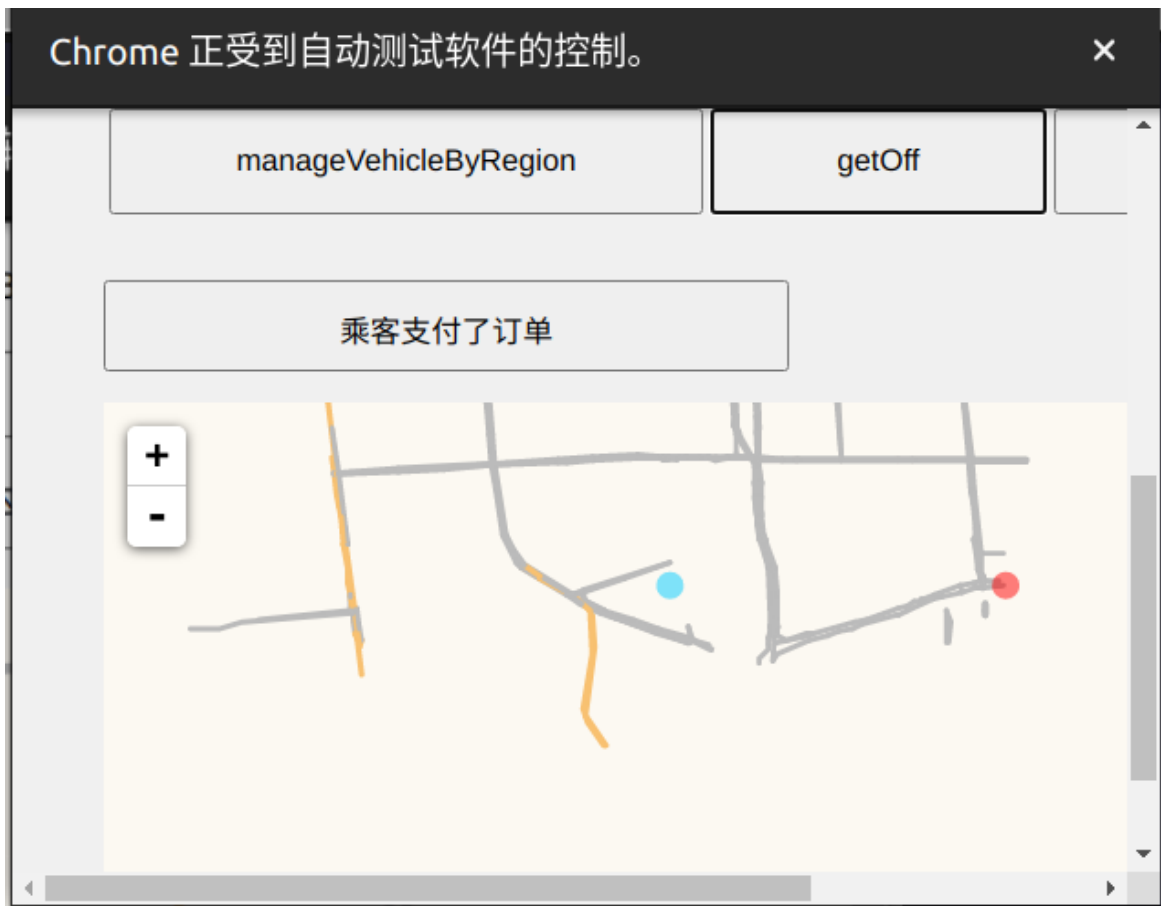 Chrome 正受到自动测试软件的控制。
×
manageVehicleByRegion
getOff
乘客支付了订单
+
-